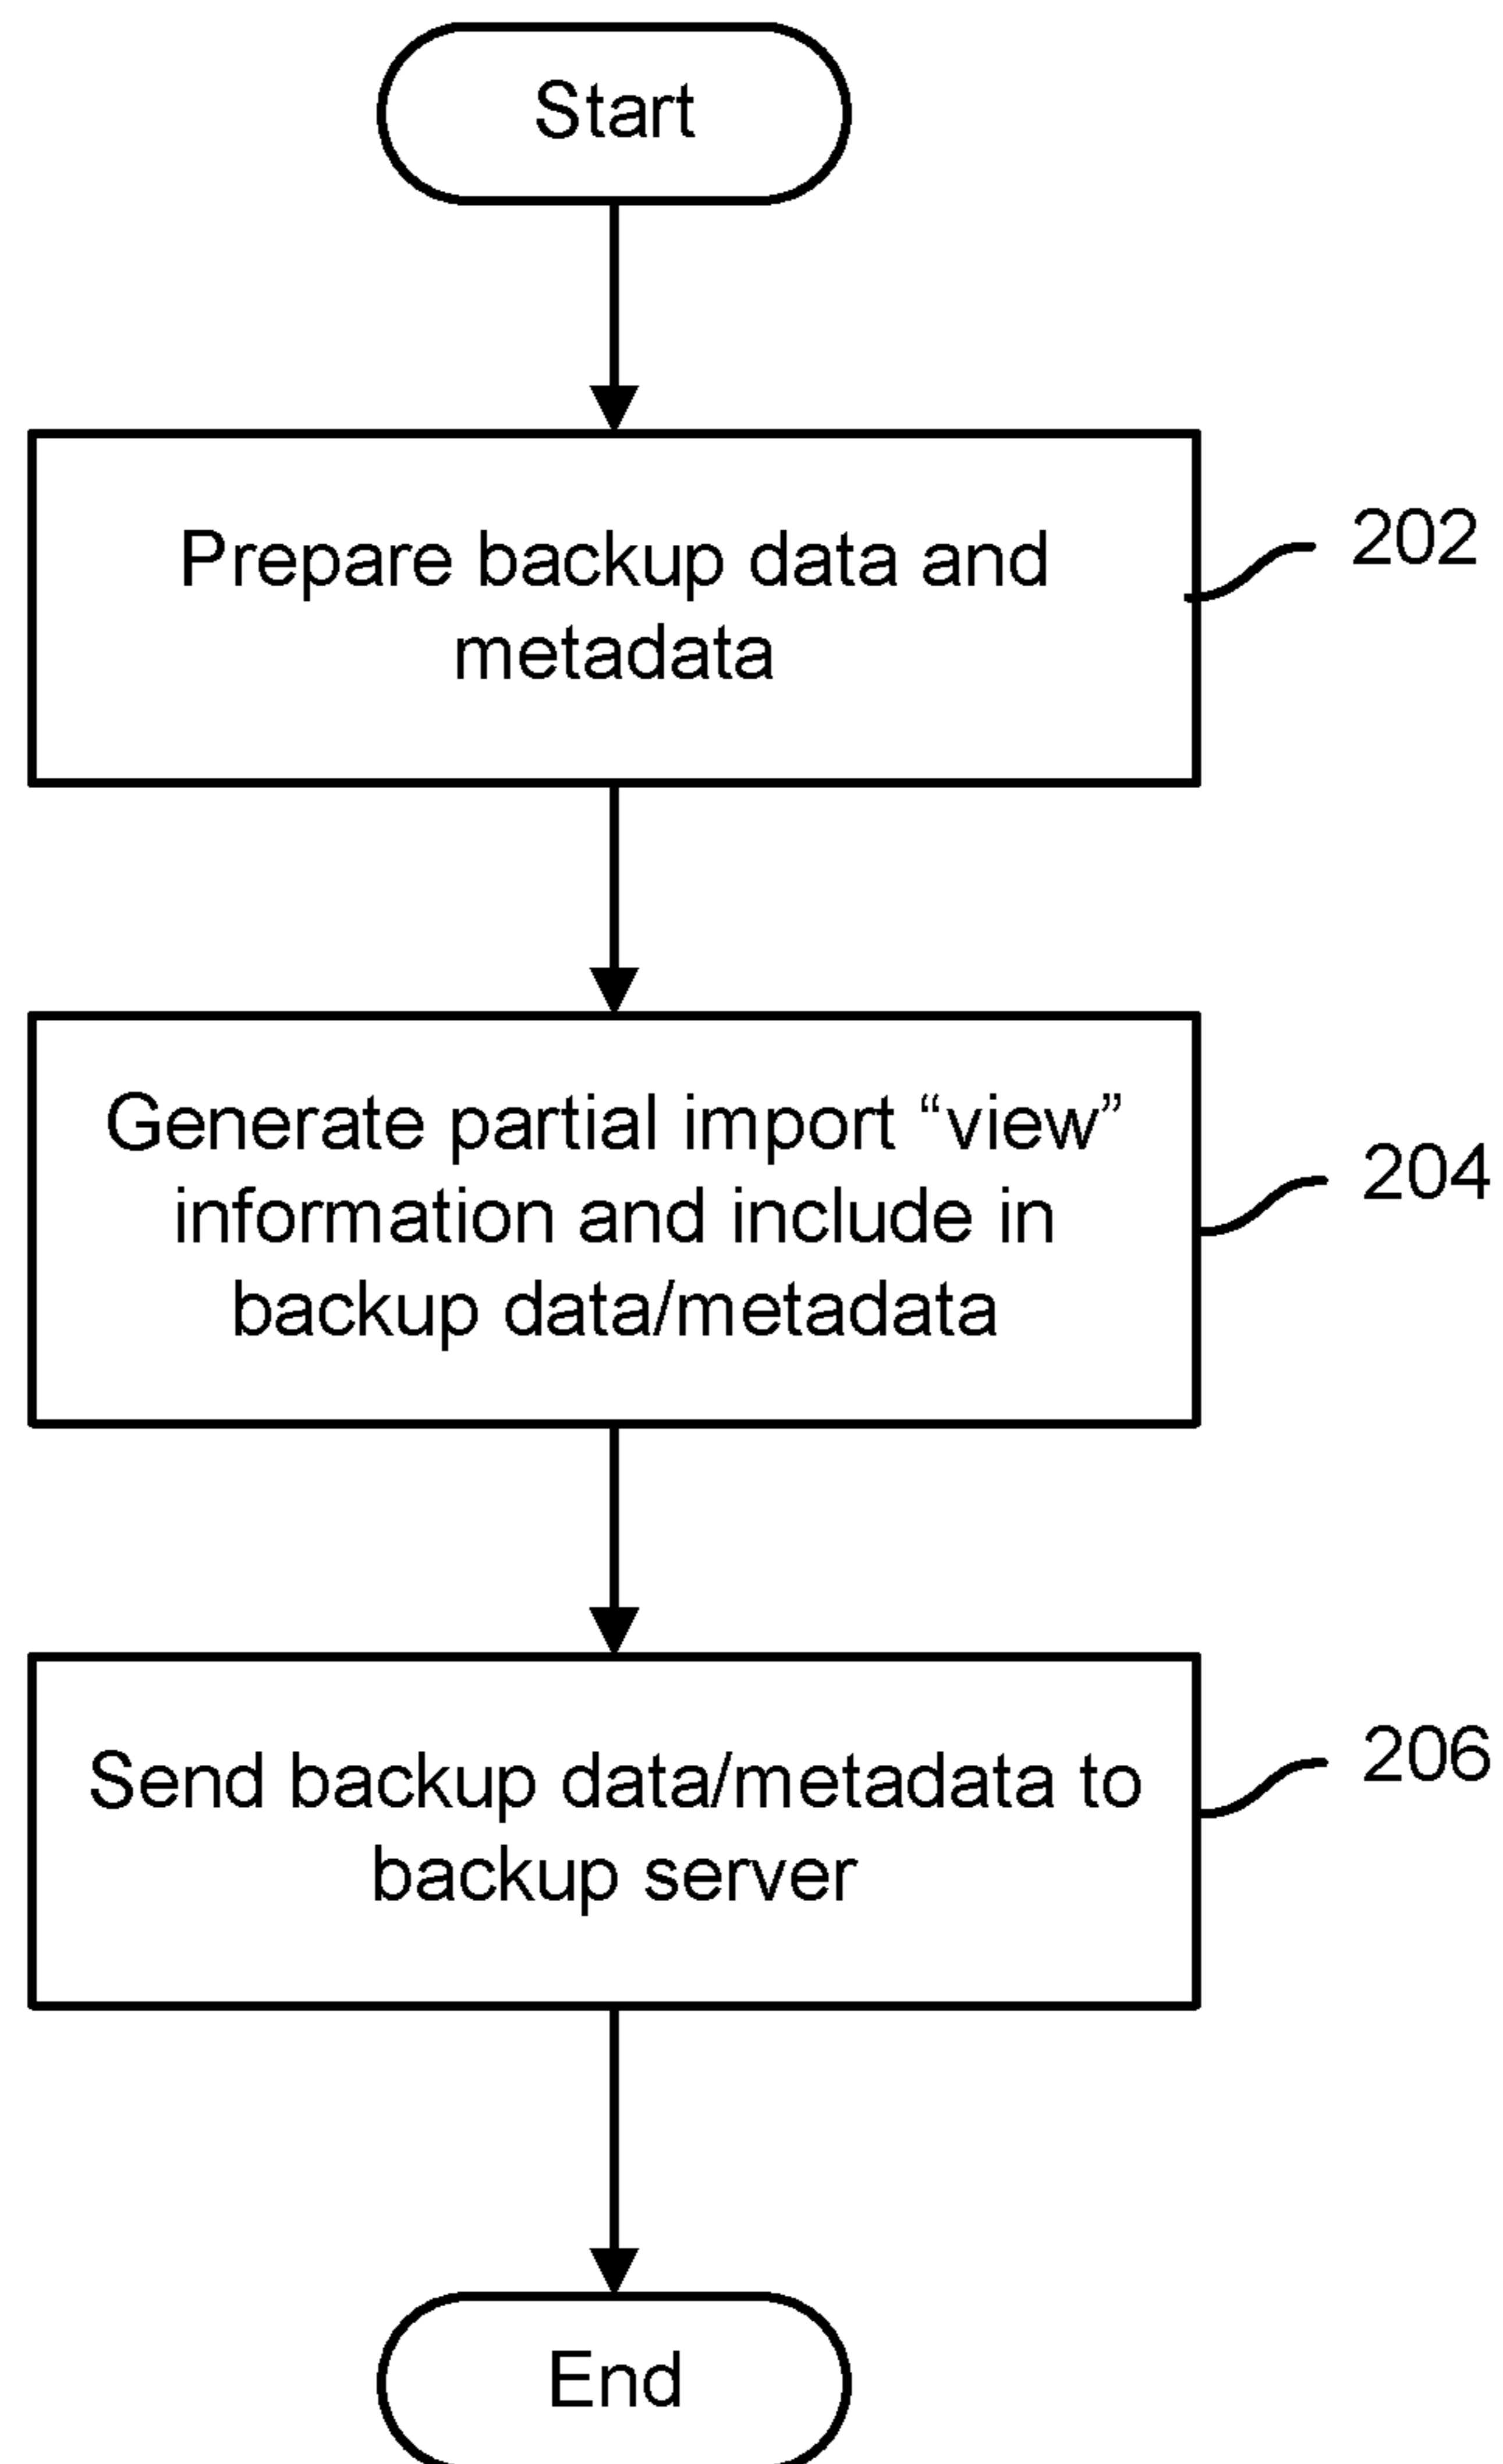 Start
Prepare backup data and
metadata
202
Generate partial import “view”
information and include in
backup data/metadata
204
Send backup data/metadata to
backup server
206
End